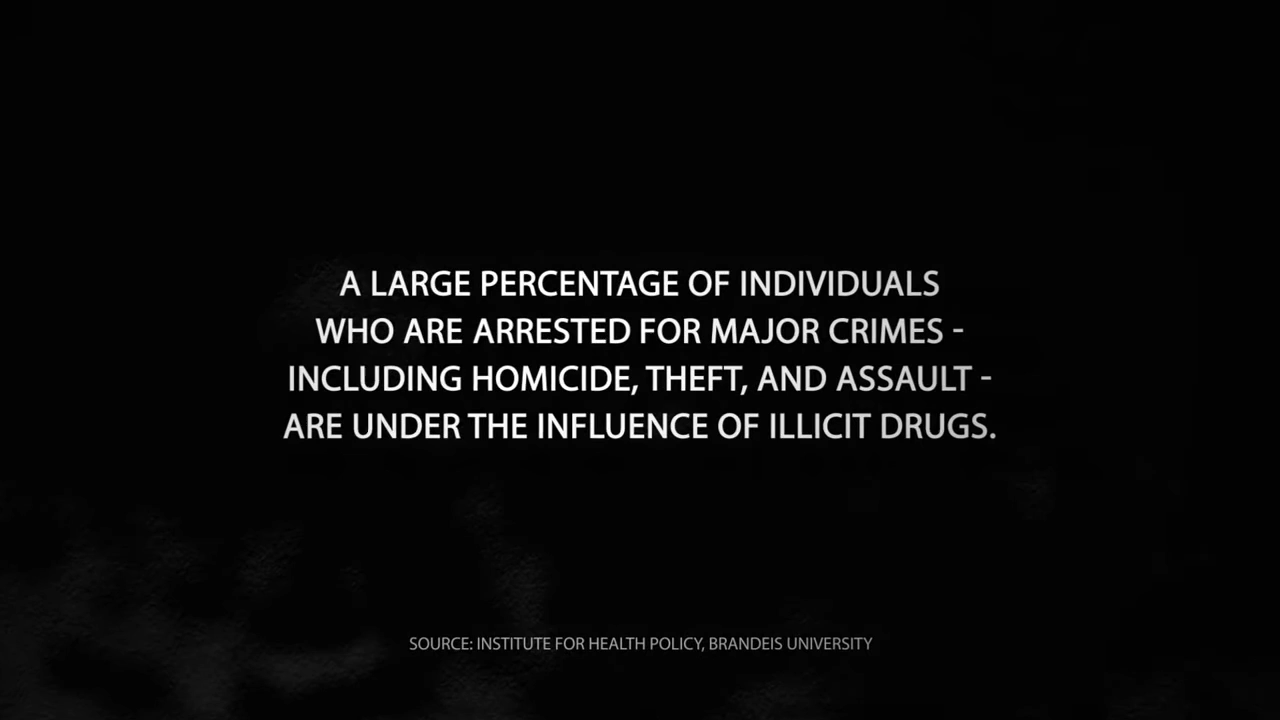 A LARGE PERCENTAGE OF INDIVIDUALS
WHO ARE ARRESTED FOR MAJOR CRIMES -
INCLUDING HOMICIDE, THEFT, AND ASSAULT -
ARE UNDER THE INFLUENCE OF ILLICIT DRUGS.
SOURCE: INSTITUTE FOR HEALTH POLICY, BRANDEIS UNIVERSITY